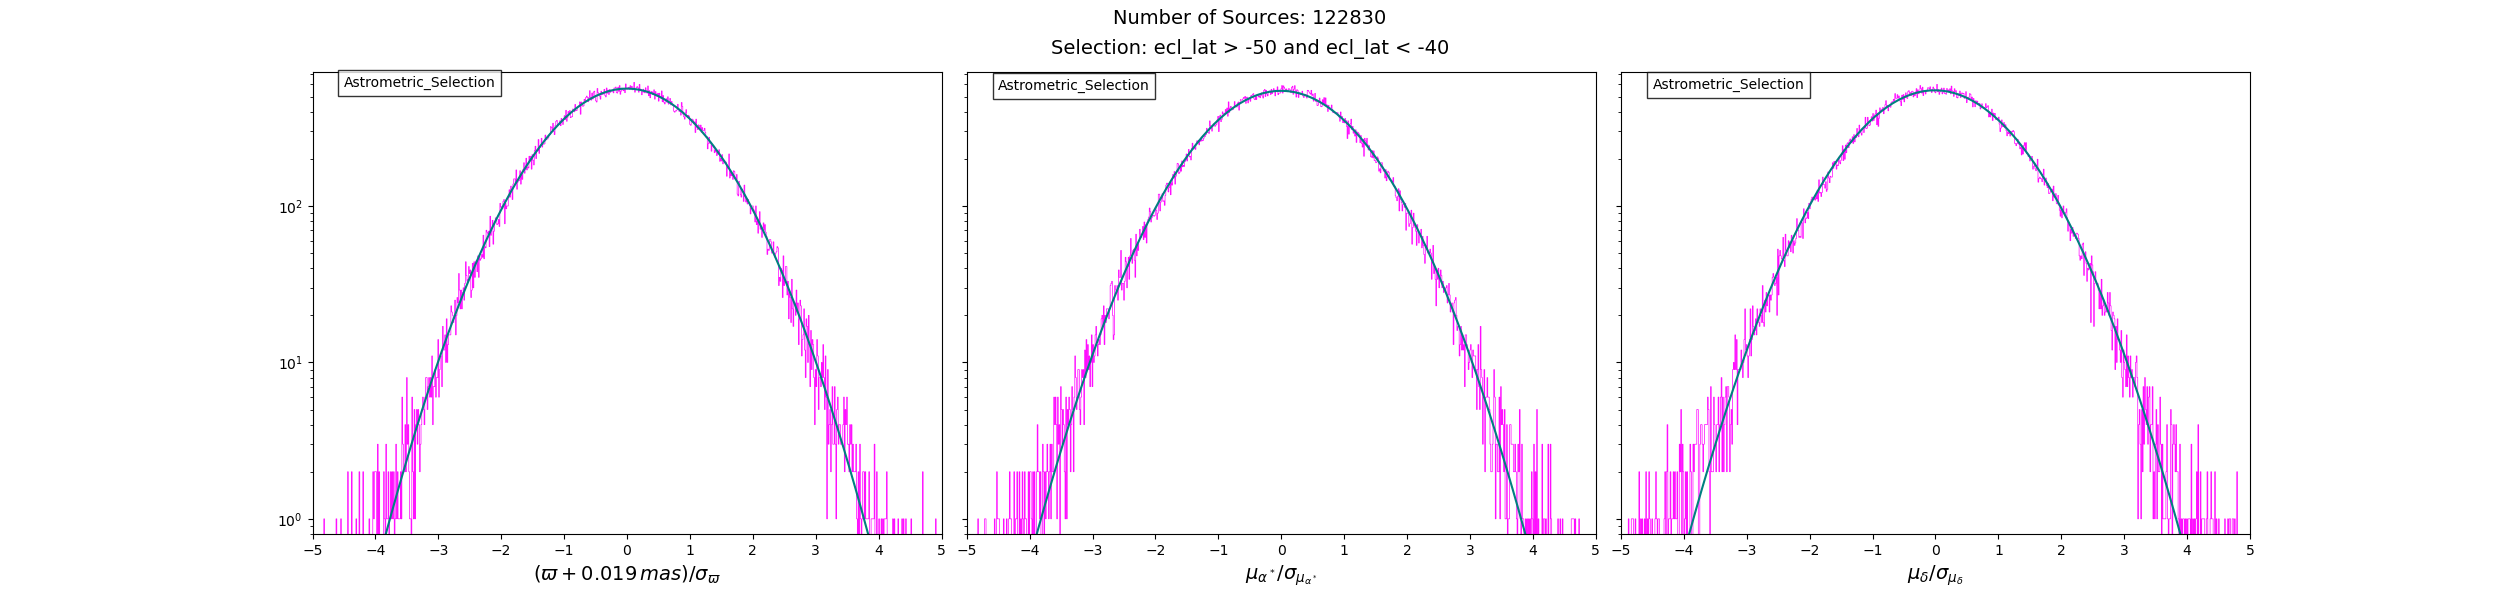 Number of Sources: 122830
Selection: ecl_lat > -50 and ecl_lat < -40
Astrometric_Selection
Astrometric_Selection
Astrometric_Selection
10²
10¹
10⁰
−5 −4 −3 −2 −1 0 1 2 3 4 5
−5 −4 −3 −2 −1 0 1 2 3 4 5
−5 −4 −3 −2 −1 0 1 2 3 4 5
(ϖ + 0.019 mas)/σ_ϖ
μ_α*/σ_μ_α*
μ_δ/σ_μ_δ